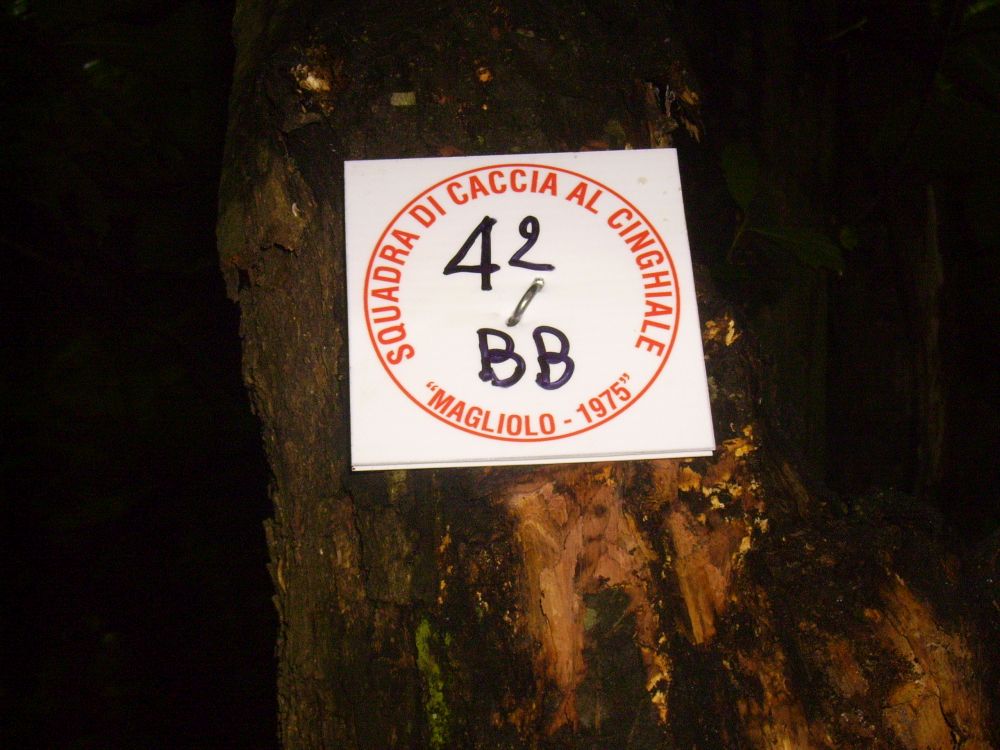 SQUADRA DI CACCIA AL CINGHIALE
4²
BB
“MAGLIOLO - 1975”